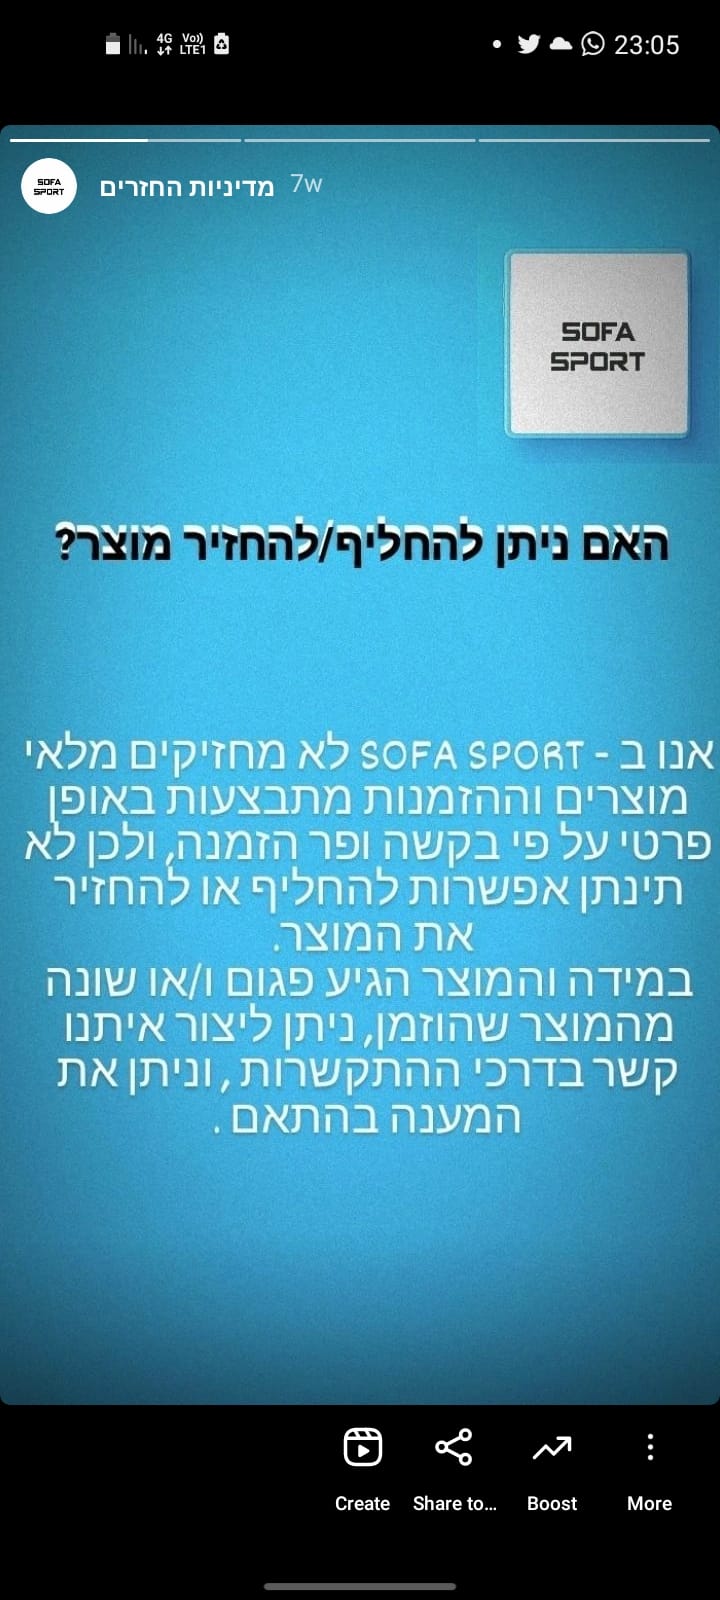 4G Vo)) LTE1 23:05
SOFA SPORT מדיניות החזרים 7w
SOFA
SPORT
האם ניתן להחליף/להחזיר מוצר?
אנו ב - SOFA SPORT לא מחזיקים מלאי
מוצרים וההזמנות מתבצעות באופן
פרטי על פי בקשה ופר הזמנה, ולכן לא
תינתן אפשרות להחליף או להחזיר
את המוצר.
במידה והמוצר הגיע פגום ו/או שונה
מהמוצר שהוזמן, ניתן ליצור איתנו
קשר בדרכי ההתקשרות , וניתן את
המענה בהתאם .
Create Share to... Boost More